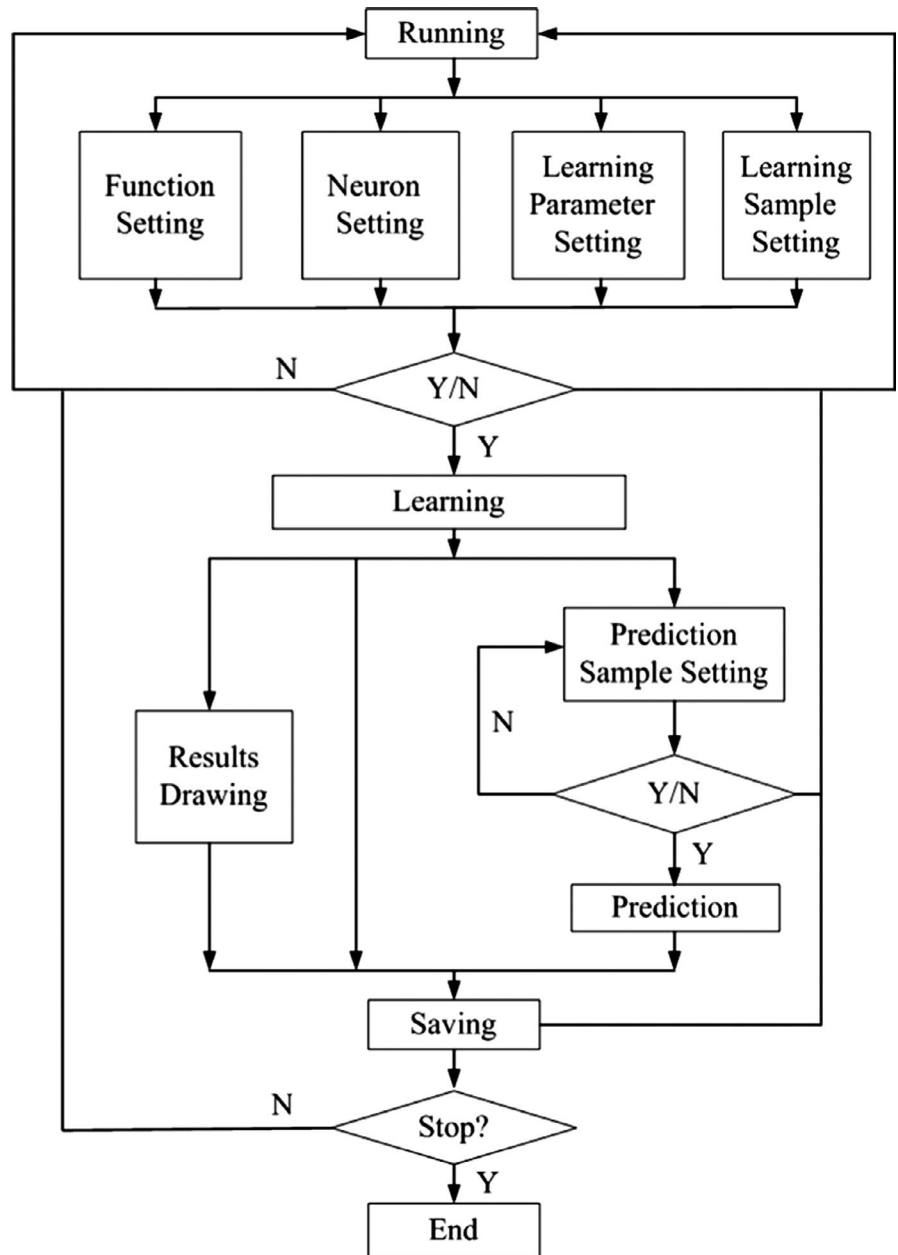 Running
Function
Setting
Neuron
Setting
Learning
Parameter
Setting
Learning
Sample
Setting
N
Y/N
Y
Learning
Prediction
Sample Setting
N
Results
Drawing
Y/N
Y
Prediction
Saving
N
Stop?
Y
End